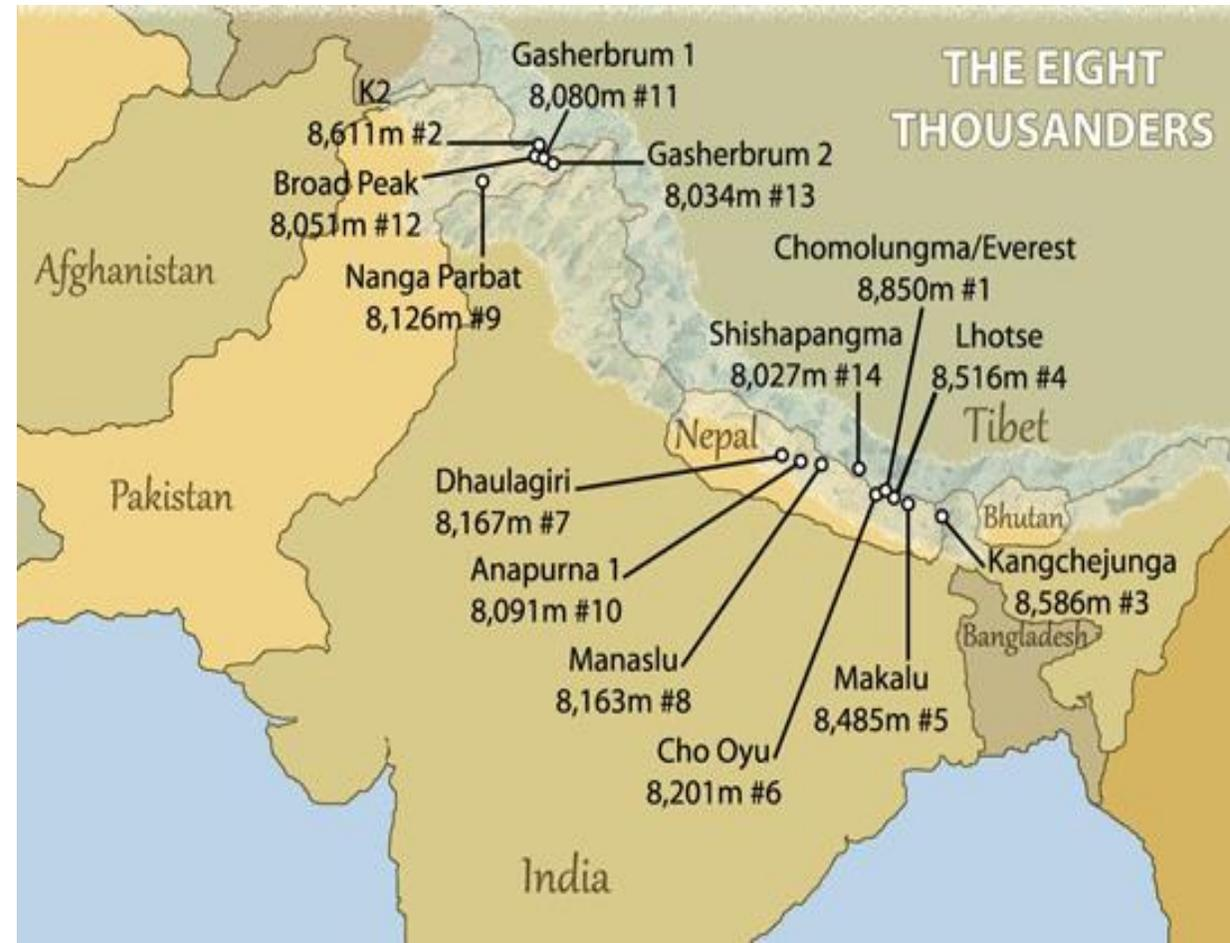 THE EIGHT
THOUSANDERS
Gasherbrum 1
8,080m #11
K2
8,611m #2
Gasherbrum 2
8,034m #13
Broad Peak
8,051m #12
Afghanistan
Nanga Parbat
8,126m #9
Chomolungma/Everest
8,850m #1
Shishapangma
8,027m #14
Lhotse
8,516m #4
Tibet
Nepal
Pakistan
Dhaulagiri
8,167m #7
Bhutan
Anapurna 1
8,091m #10
Kangchejunga
8,586m #3
Bangladesh
Manaslu
8,163m #8
Makalu
8,485m #5
Cho Oyu
8,201m #6
India